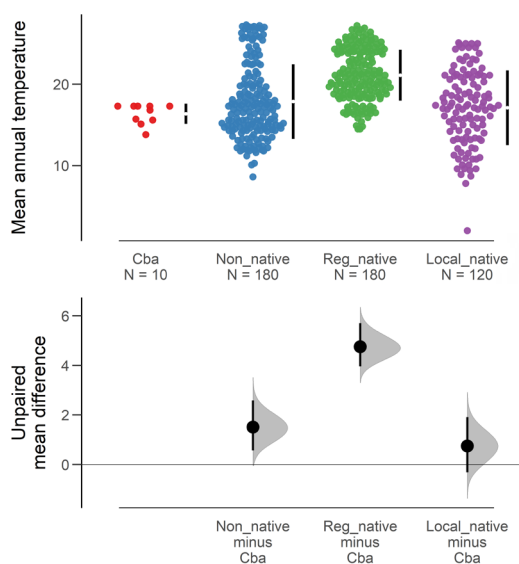 Mean annual temperature
20
10
Cba
N = 10
Non_native
N = 180
Reg_native
N = 180
Local_native
N = 120
Unpaired
mean difference
6
4
2
0
Non_native
minus
Cba
Reg_native
minus
Cba
Local_native
minus
Cba